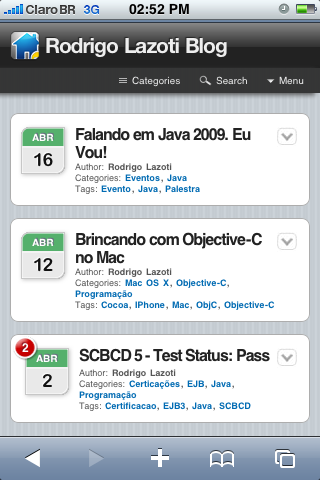 Claro BR 3G 02:52 PM
Rodrigo Lazoti Blog
Categories Search Menu
ABR
16
Falando em Java 2009. Eu
Vou!
Author: Rodrigo Lazoti
Categories: Eventos, Java
Tags: Evento, Java, Palestra
ABR
12
Brincando com Objective-C
no Mac
Author: Rodrigo Lazoti
Categories: Mac OS X, Objective-C,
Programação
Tags: Cocoa, IPhone, Mac, ObjC, Objective-C
2
ABR
2
SCBCD 5 - Test Status: Pass
Author: Rodrigo Lazoti
Categories: Certicações, EJB, Java,
Programação
Tags: Certificacao, EJB3, Java, SCBCD